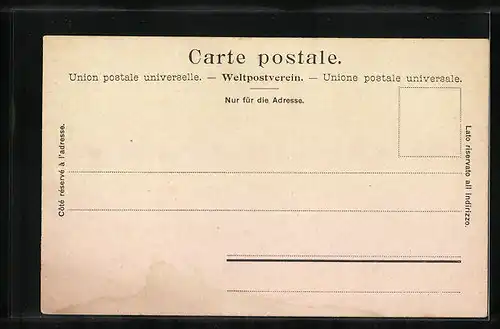 Carte postale.
Union postale universelle. — Weltpostverein. — Unione postale universale.
Nur für die Adresse.
Côté réservé à l'adresse.
Lato riservato all indirizzo.